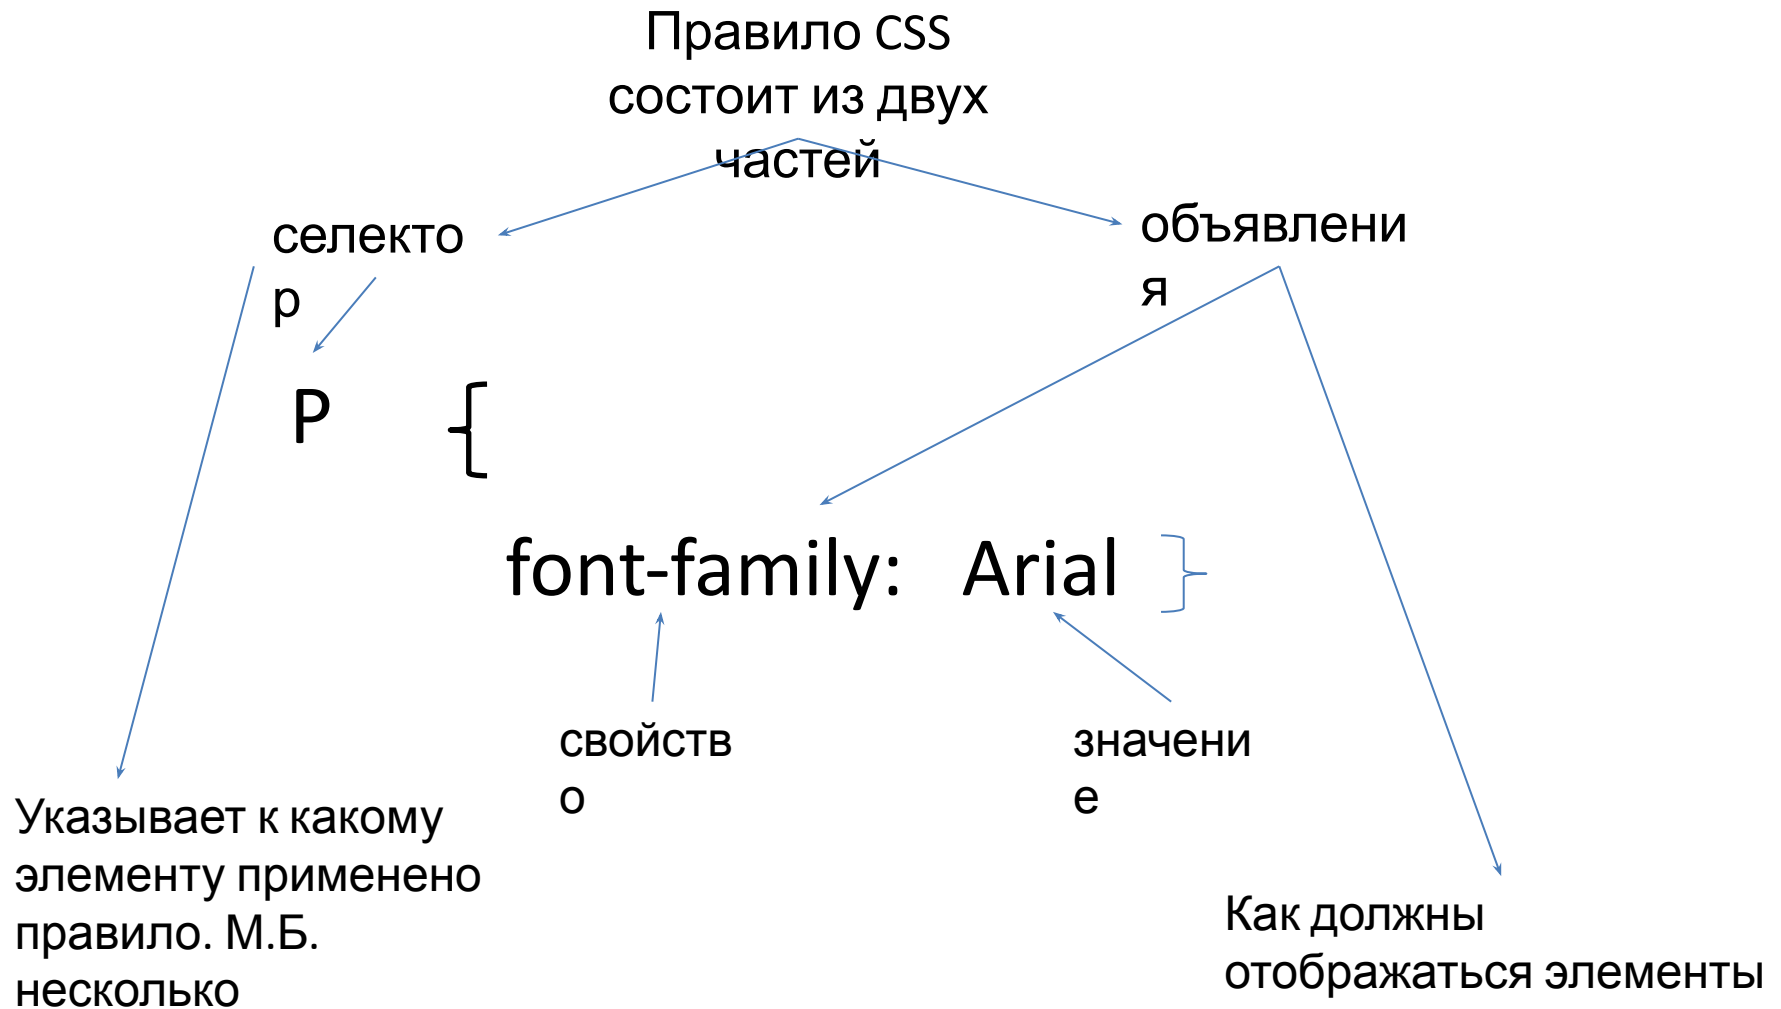 Правило CSS
состоит из двух
частей
селекто
р
объявлени
я
P {
font-family: Arial }
свойств
о
значени
е
Указывает к какому
элементу применено
правило. М.Б.
несколько
Как должны
отображаться элементы